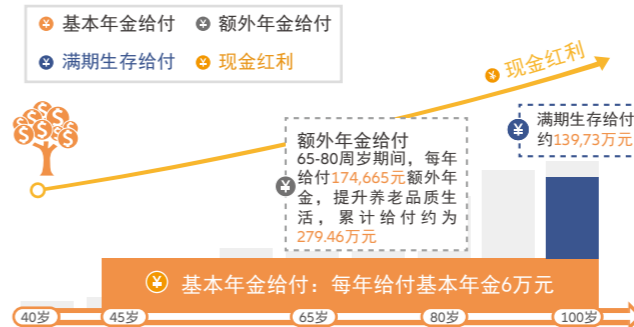 基本年金给付 额外年金给付
满期生存给付 现金红利
现金红利
满期生存给付
约139,73万元
额外年金给付
65-80周岁期间，每年
给付174,665元额外年
金，提升养老品质生
活，累计给付约为
279.46万元
基本年金给付：每年给付基本年金6万元
40岁 45岁 65岁 80岁 100岁